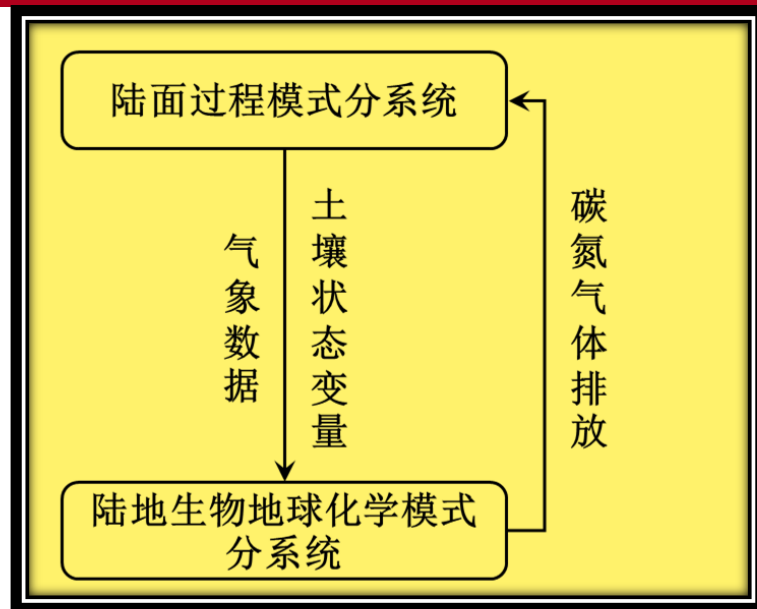 陆面过程模式分系统
气象数据
土壤状态变量
碳氮气体排放
陆地生物地球化学模式
分系统